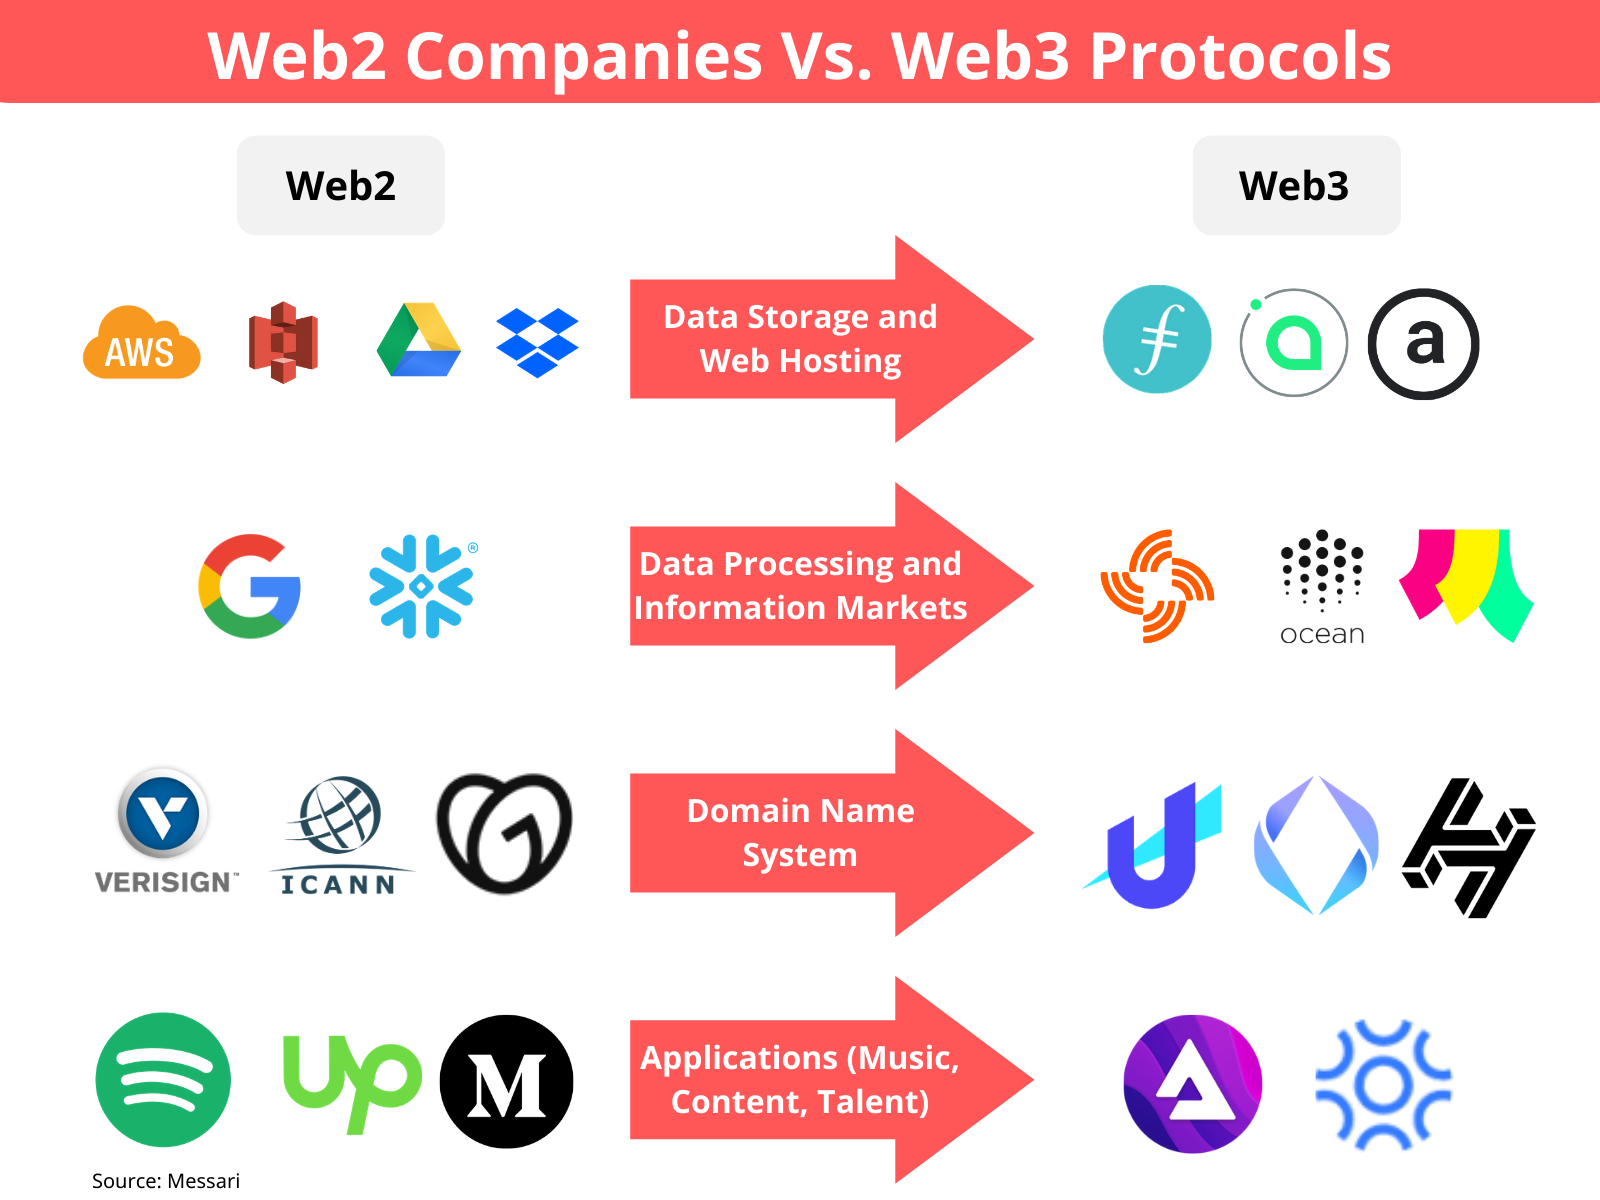 Web2 Companies Vs. Web3 Protocols
Web2
Web3
AWS
Data Storage and
Web Hosting
a
Data Processing and
Information Markets
®
ocean
VERISIGN™
ICANN
Domain Name
System
up
M
Applications (Music,
Content, Talent)
Source: Messari